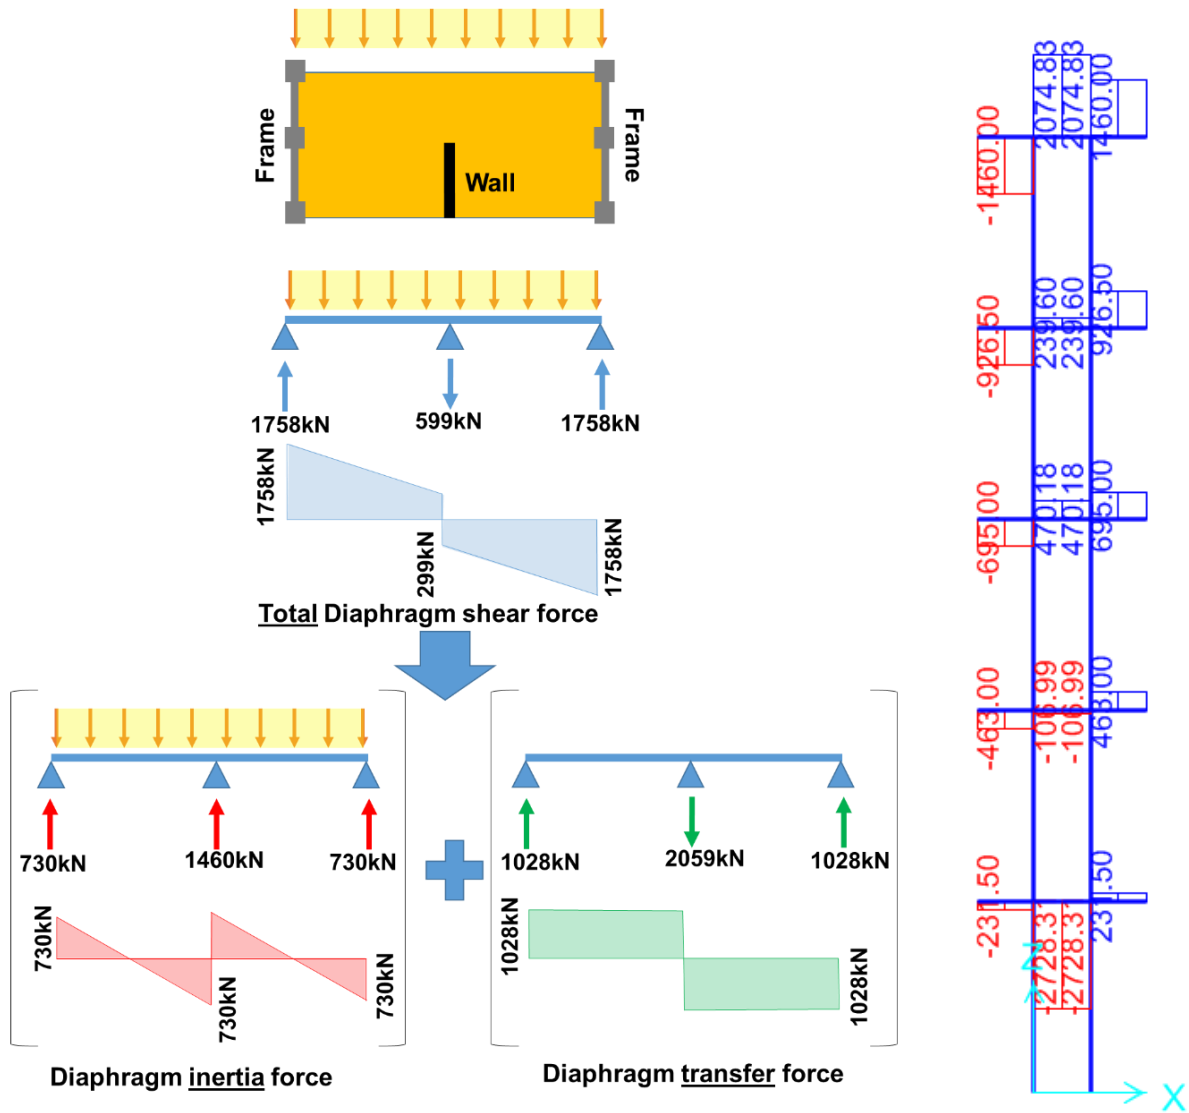 Frame
Frame
Wall
1758kN
599kN
1758kN
1758kN
299kN
1758kN
Total Diaphragm shear force
730kN
1460kN
730kN
730kN
730kN
730kN
Diaphragm inertia force
1028kN
2059kN
1028kN
1028kN
1028kN
Diaphragm transfer force
-1460.00
2074.83
2074.83
1460.00
-926.50
239.60
239.60
926.50
-695.00
470.18
470.18
695.00
-463.00
-106.99
-106.99
463.00
-231.50
-2728.31
-2728.31
231.50
Z
X